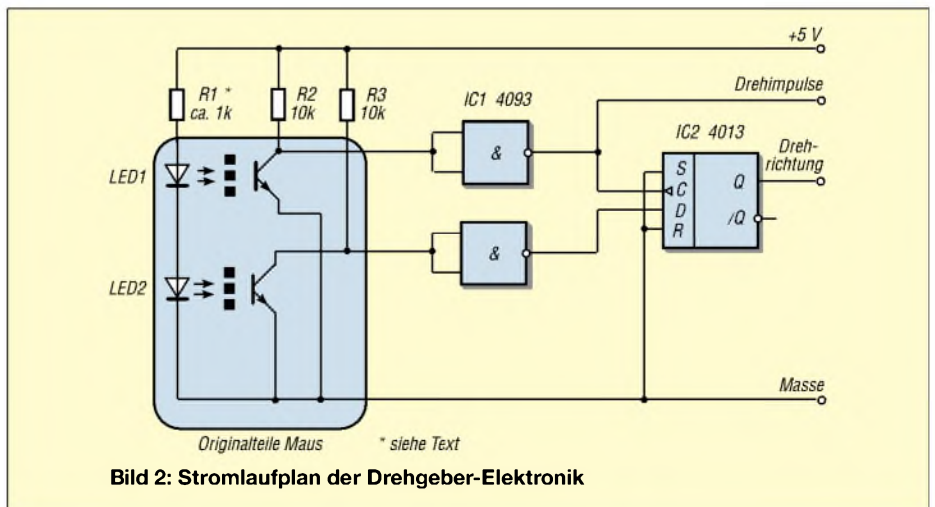 +5 V
Drehimpulse
R1 *
ca. 1k
R2
10k
R3
10k
IC1 4093
&
IC2 4013
Dreh-
richtung
S
C
D
R
Q
/Q
LED1
&
LED2
Masse
Originalteile Maus
* siehe Text
Bild 2: Stromlaufplan der Drehgeber-Elektronik